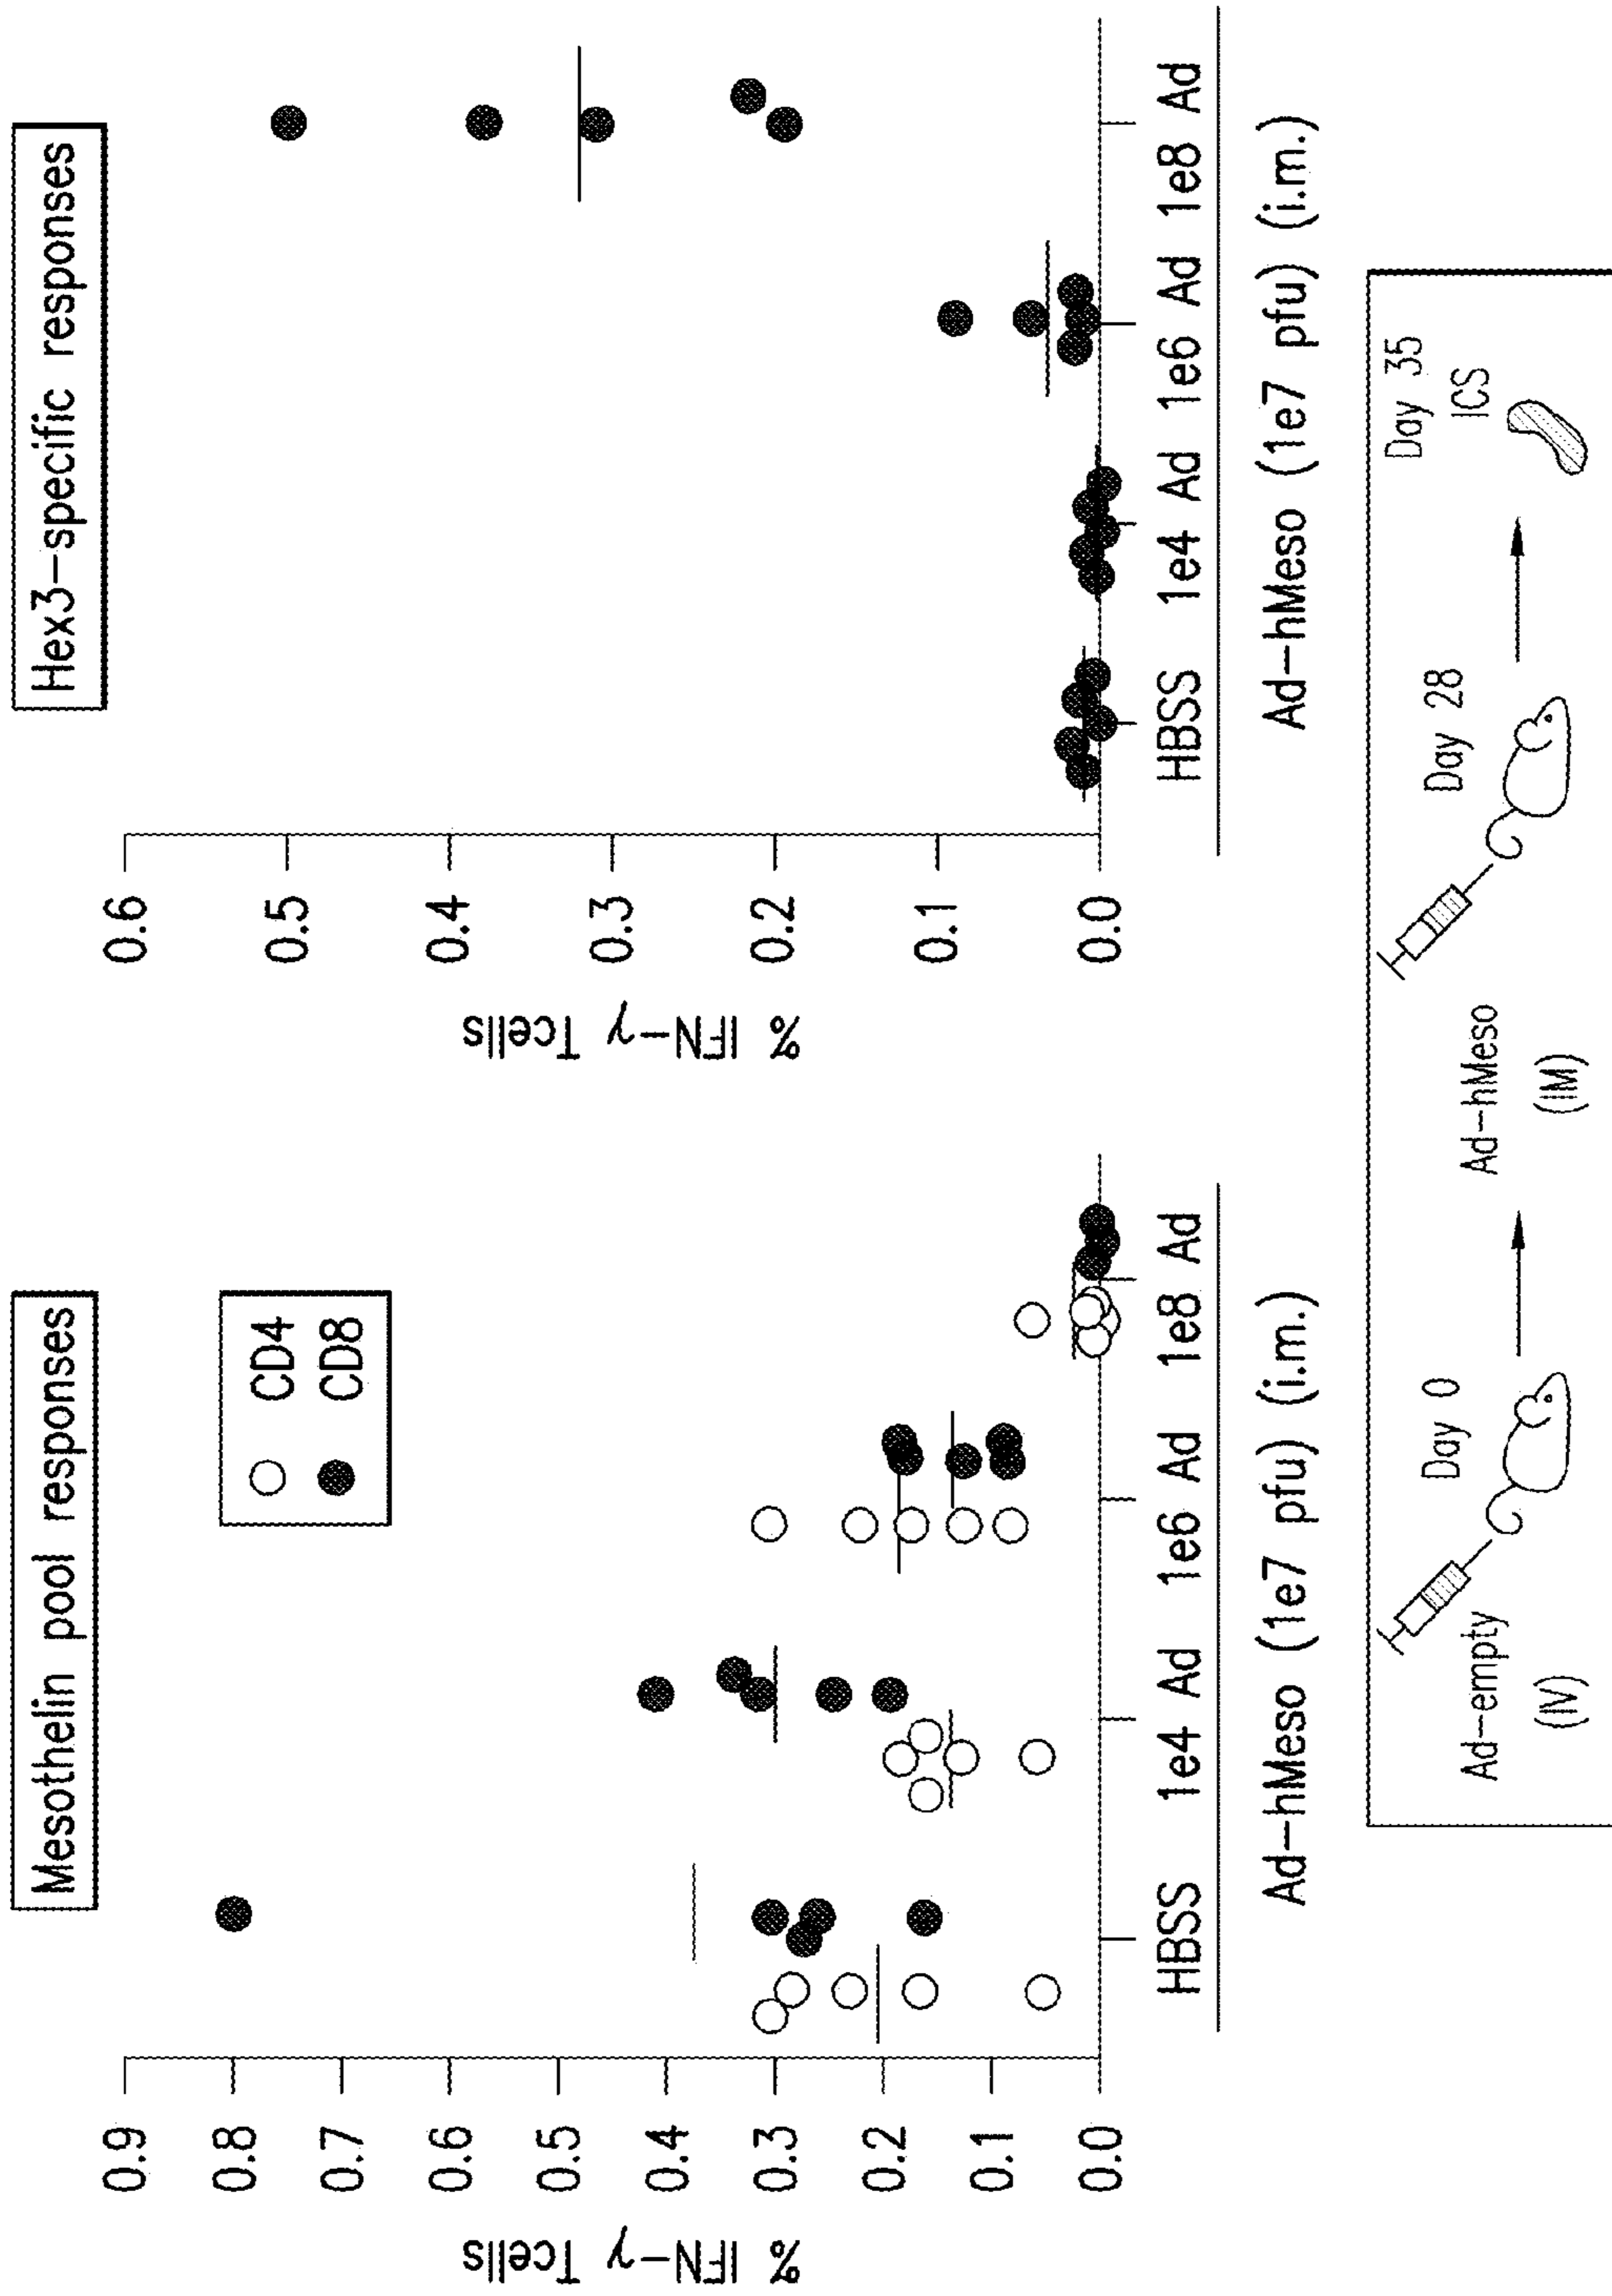 Mesothelin pool responses
% IFN-γ Tcells
0.9
0.8
0.7
0.6
0.5
0.4
0.3
0.2
0.1
0.0
CD4
CD8
HBSS 1e4 Ad 1e6 Ad 1e8 Ad
Ad-hMeso (1e7 pfu) (i.m.)
Hex3-specific responses
% IFN-γ Tcells
0.6
0.5
0.4
0.3
0.2
0.1
0.0
HBSS 1e4 Ad 1e6 Ad 1e8 Ad
Ad-hMeso (1e7 pfu) (i.m.)
Ad-empty
(IV)
Day 0
Ad-hMeso
(IM)
Day 28
Day 35
ICS